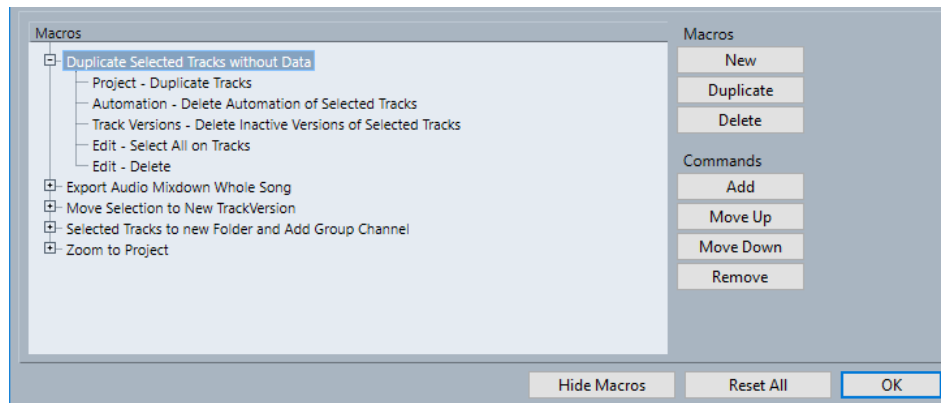 Macros
Duplicate Selected Tracks without Data
Project - Duplicate Tracks
Automation - Delete Automation of Selected Tracks
Track Versions - Delete Inactive Versions of Selected Tracks
Edit - Select All on Tracks
Edit - Delete
Export Audio Mixdown Whole Song
Move Selection to New TrackVersion
Selected Tracks to new Folder and Add Group Channel
Zoom to Project
Macros
New
Duplicate
Delete
Commands
Add
Move Up
Move Down
Remove
Hide Macros
Reset All
OK